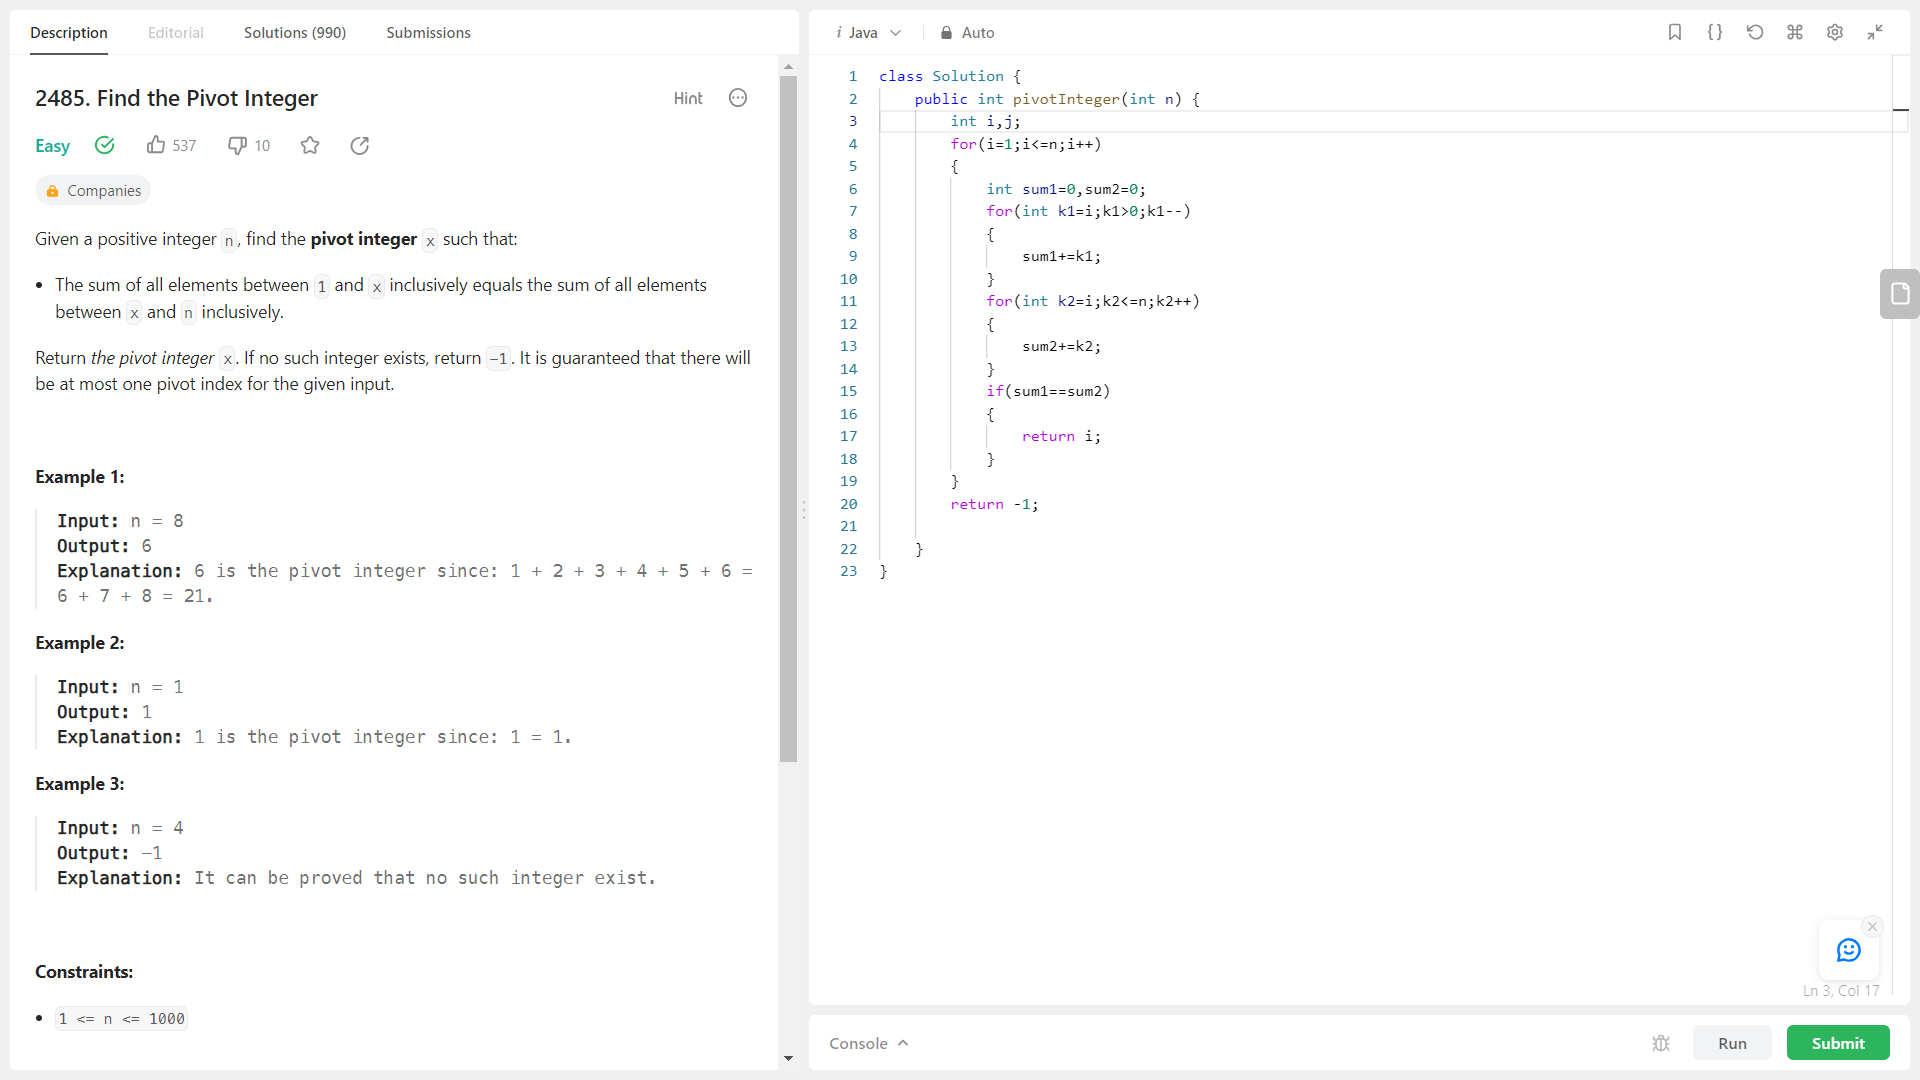 Description Editorial Solutions (990) Submissions
2485. Find the Pivot Integer Hint
Easy 537 10
Companies
Given a positive integer n, find the pivot integer x such that:
• The sum of all elements between 1 and x inclusively equals the sum of all elements
between x and n inclusively.
Return the pivot integer x. If no such integer exists, return -1. It is guaranteed that there will
be at most one pivot index for the given input.
Example 1:
Input: n = 8
Output: 6
Explanation: 6 is the pivot integer since: 1 + 2 + 3 + 4 + 5 + 6 =
6 + 7 + 8 = 21.
Example 2:
Input: n = 1
Output: 1
Explanation: 1 is the pivot integer since: 1 = 1.
Example 3:
Input: n = 4
Output: -1
Explanation: It can be proved that no such integer exist.
Constraints:
• 1 <= n <= 1000
i Java Auto
1 class Solution {
2 public int pivotInteger(int n) {
3 int i,j;
4 for(i=1;i<=n;i++)
5 {
6 int sum1=0,sum2=0;
7 for(int k1=i;k1>0;k1--)
8 {
9 sum1+=k1;
10 }
11 for(int k2=i;k2<=n;k2++)
12 {
13 sum2+=k2;
14 }
15 if(sum1==sum2)
16 {
17 return i;
18 }
19 }
20 return -1;
21
22 }
23 }
Ln 3, Col 17
Console Run Submit